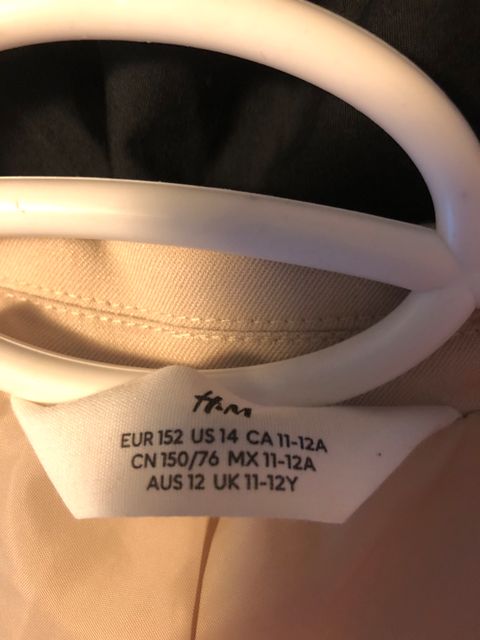 H&M
EUR 152 US 14 CA 11-12A
CN 150/76 MX 11-12A
AUS 12 UK 11-12Y